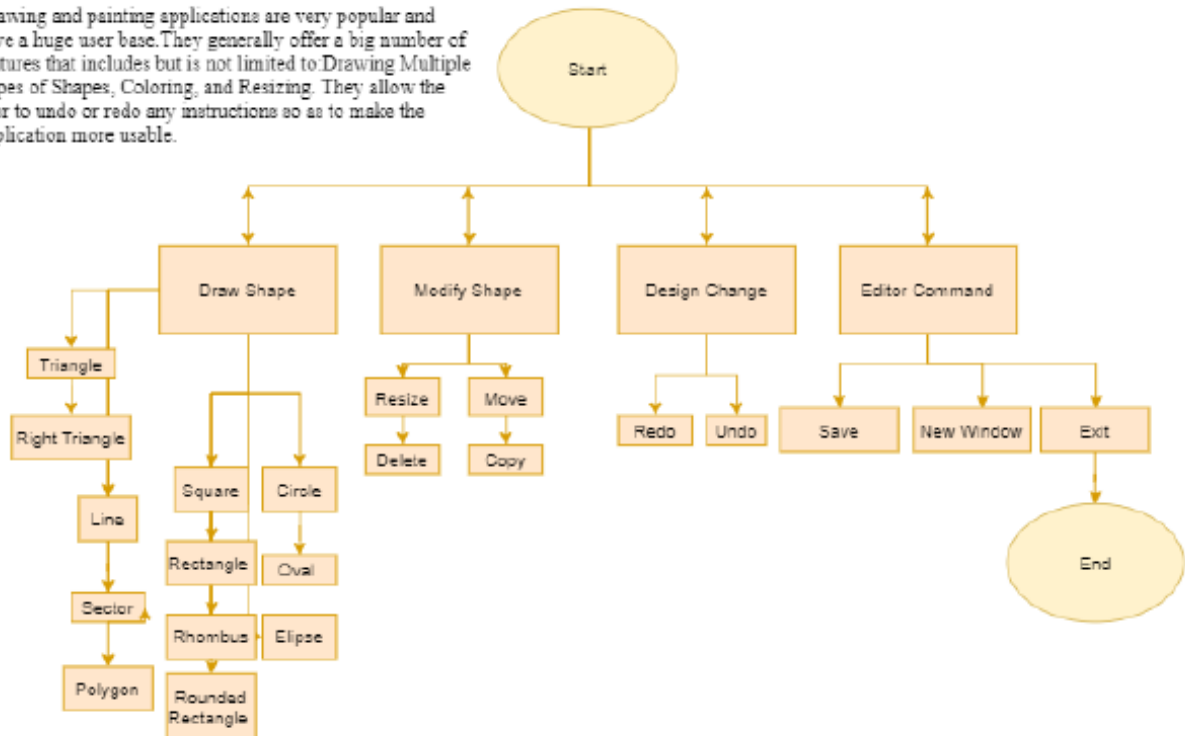 awing and painting applications are very popular and
ve a huge user base.They generally offer a big number of
tures that includes but is not limited to:Drawing Multiple
pes of Shapes, Coloring, and Resizing. They allow the
r to undo or redo any instructions so as to make the
plication more usable.
Start
Draw Shape
Modify Shape
Design Change
Editor Command
Triangle
Right Triangle
Line
Sector
Polygon
Square
Rectangle
Rhombus
Rounded
Rectangle
Circle
Oval
Elipse
Resize
Delete
Move
Copy
Redo
Undo
Save
New Window
Exit
End